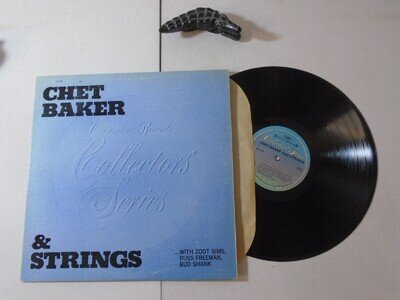 CHET
BAKER
Columbia Records
Collectors'
Series
&
STRINGS
...WITH ZOOT SIMS,
RUSS FREEMAN,
BUD SHANK
CHET BAKER AND STRINGS